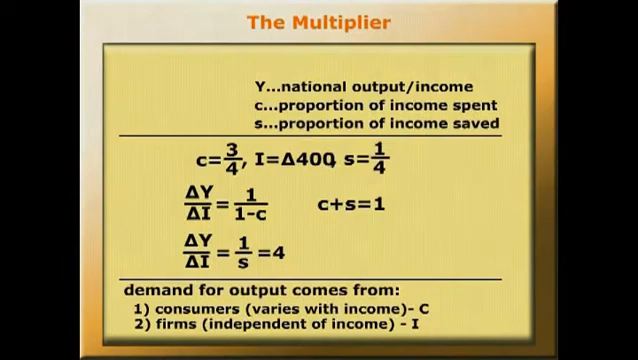 The Multiplier
Y...national output/income
c...proportion of income spent
s...proportion of income saved
c=3/4, I=Δ400, s=1/4
ΔY/ΔI = 1/1-c   c+s=1
ΔY/ΔI = 1/s =4
demand for output comes from:
1) consumers (varies with income)- C
2) firms (independent of income) - I